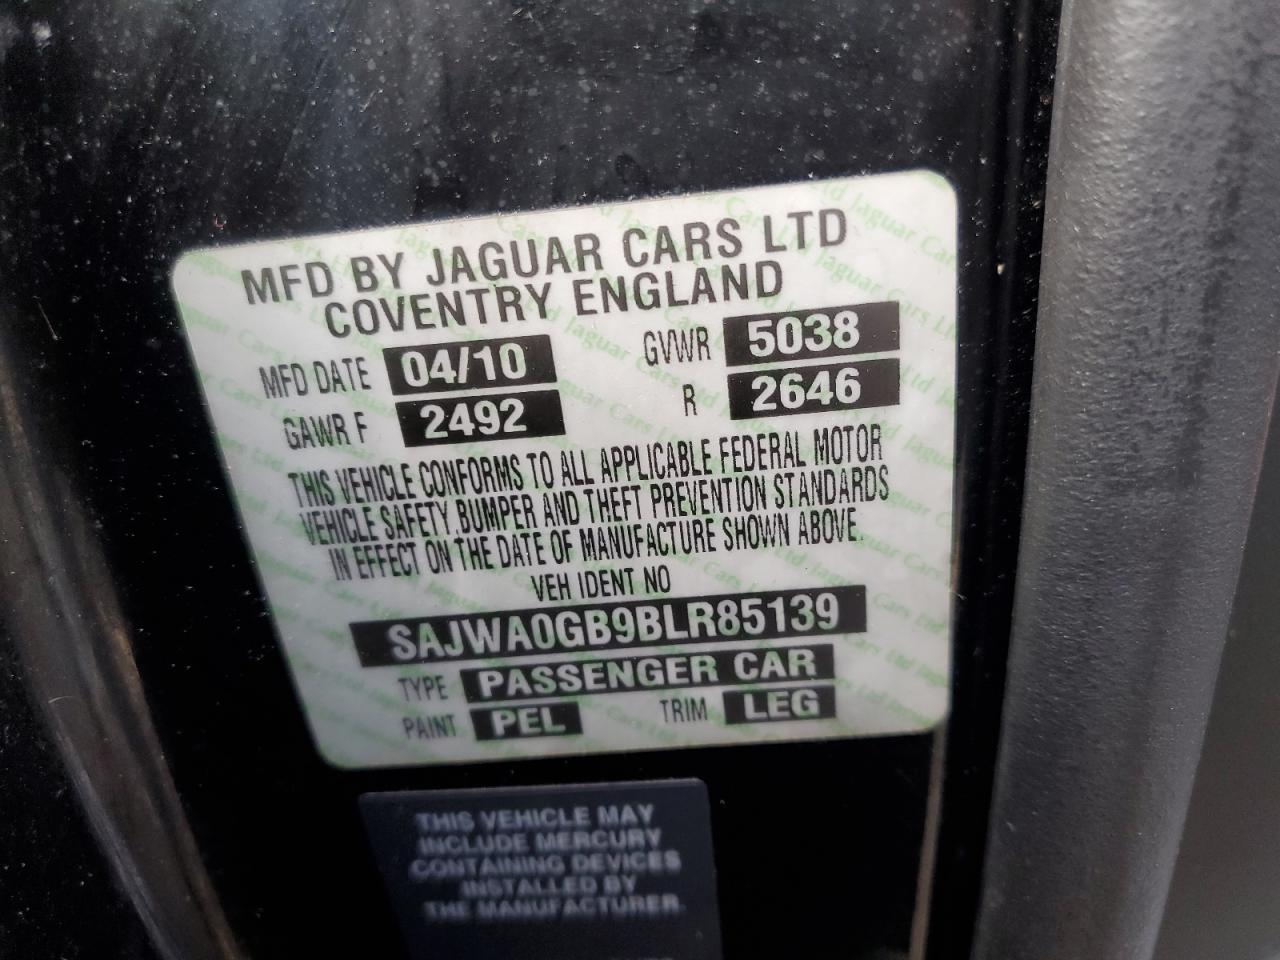 MFD BY JAGUAR CARS LTD
COVENTRY ENGLAND
MFD DATE 04/10 GVWR 5038
GAWR F 2492 R 2646
THIS VEHICLE CONFORMS TO ALL APPLICABLE FEDERAL MOTOR
VEHICLE SAFETY, BUMPER AND THEFT PREVENTION STANDARDS
IN EFFECT ON THE DATE OF MANUFACTURE SHOWN ABOVE.
VEH IDENT NO
SAJWA0GB9BLR85139
TYPE PASSENGER CAR
PAINT PEL TRIM LEG
THIS VEHICLE MAY
INCLUDE MERCURY
CONTAINING DEVICES
INSTALLED BY
THE MANUFACTURER.